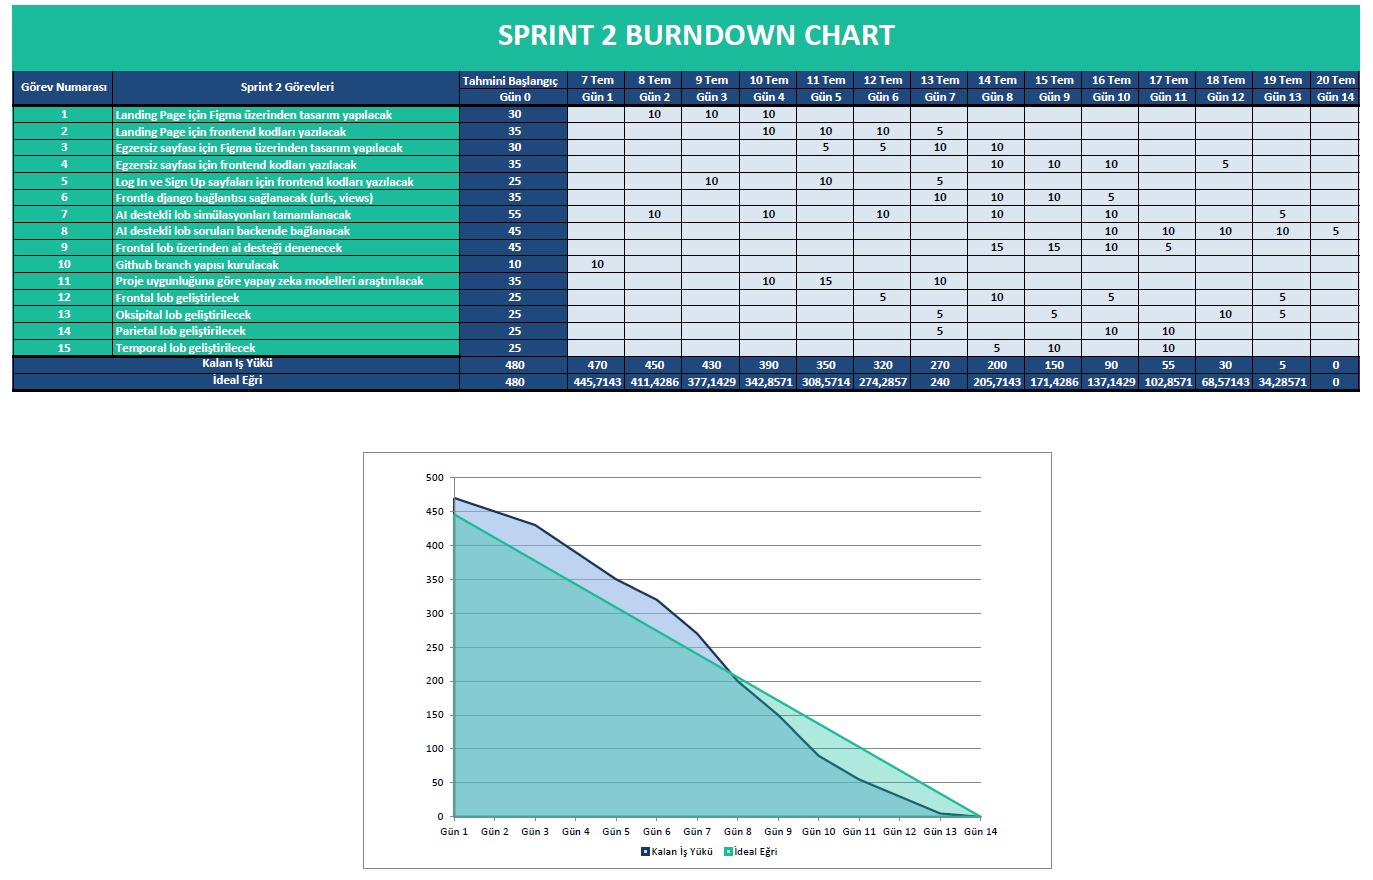 SPRINT 2 BURNDOWN CHART
Görev Numarası Sprint 2 Görevleri Tahmini Başlangıç 7 Tem 8 Tem 9 Tem 10 Tem 11 Tem 12 Tem 13 Tem 14 Tem 15 Tem 16 Tem 17 Tem 18 Tem 19 Tem 20 Tem
Gün 0 Gün 1 Gün 2 Gün 3 Gün 4 Gün 5 Gün 6 Gün 7 Gün 8 Gün 9 Gün 10 Gün 11 Gün 12 Gün 13 Gün 14
1 Landing Page için Figma üzerinden tasarım yapılacak 30 10 10 10
2 Landing Page için frontend kodları yazılacak 35 10 10 10 5
3 Egzersiz sayfası için Figma üzerinden tasarım yapılacak 30 5 5 10 10
4 Egzersiz sayfası için frontend kodları yazılacak 35 10 10 10 5
5 Log In ve Sign Up sayfaları için frontend kodları yazılacak 25 10 10 5
6 Frontla django bağlantısı sağlanacak (urls, views) 35 10 10 10 5
7 AI destekli lob simülasyonları tamamlanacak 55 10 10 10 10 10 5
8 AI destekli lob soruları backende bağlanacak 45 10 10 10 10 5
9 Frontal lob üzerinden ai desteği denenecek 45 15 15 10 5
10 Github branch yapısı kurulacak 10 10
11 Proje uygunluğuna göre yapay zeka modelleri araştırılacak 35 10 15 10
12 Frontal lob geliştirlecek 25 5 10 5 5
13 Oksipital lob geliştirilecek 25 5 5 10 5
14 Parietal lob geliştirilecek 25 5 10 10
15 Temporal lob geliştirilecek 25 5 10 10
Kalan İş Yükü 480 470 450 430 390 350 320 270 200 150 90 55 30 5 0
İdeal Eğri 480 445,7143 411,4286 377,1429 342,8571 308,5714 274,2857 240 205,7143 171,4286 137,1429 102,8571 68,57143 34,28571 0
500
450
400
350
300
250
200
150
100
50
0
Gün 1 Gün 2 Gün 3 Gün 4 Gün 5 Gün 6 Gün 7 Gün 8 Gün 9 Gün 10 Gün 11 Gün 12 Gün 13 Gün 14
Kalan İş Yükü İdeal Eğri